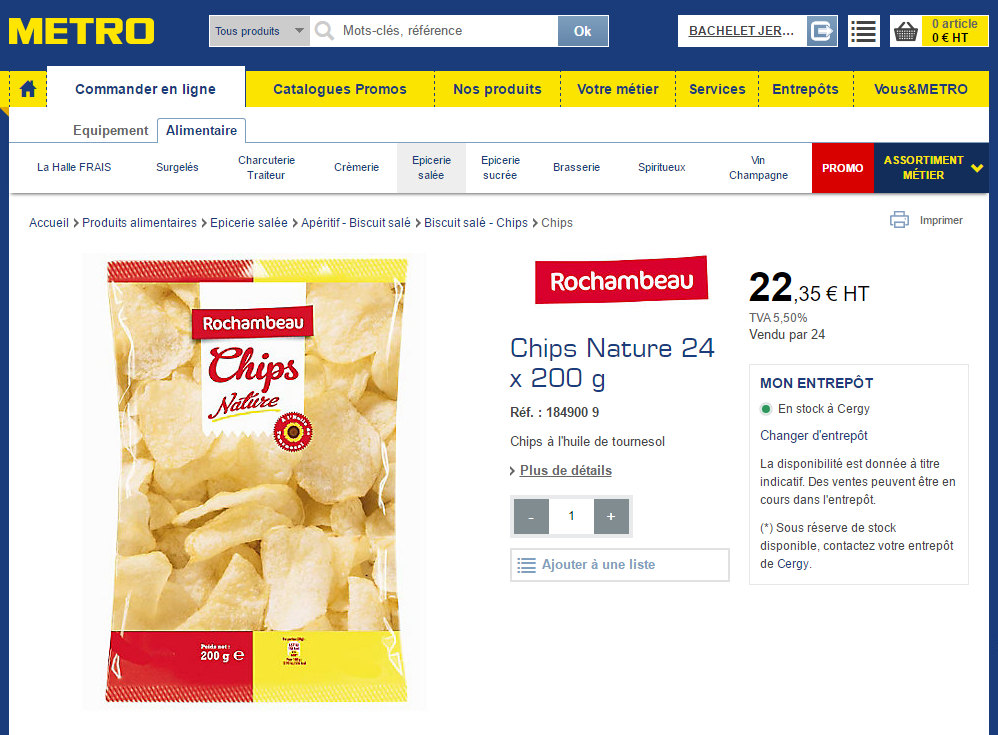 METRO
Tous produits
Mots-clés, référence
Ok
BACHELET JER...
0 article
0 € HT
Commander en ligne
Catalogues Promos
Nos produits
Votre métier
Services
Entrepôts
Vous&METRO
Equipement
Alimentaire
La Halle FRAIS
Surgelés
Charcuterie
Traiteur
Crèmerie
Epicerie
salée
Epicerie
sucrée
Brasserie
Spiritueux
Vin
Champagne
PROMO
ASSORTIMENT
MÉTIER
Accueil > Produits alimentaires > Epicerie salée > Apéritif - Biscuit salé > Biscuit salé - Chips > Chips
Imprimer
Rochambeau
Chips
Nature
Poids net :
200 g e
Rochambeau
Chips Nature 24
x 200 g
Réf. : 184900 9
Chips à l'huile de tournesol
> Plus de détails
- 1 +
Ajouter à une liste
22,35 € HT
TVA 5,50%
Vendu par 24
MON ENTREPÔT
En stock à Cergy
Changer d'entrepôt
La disponibilité est donnée à titre
indicatif. Des ventes peuvent être en
cours dans l'entrepôt.
(*) Sous réserve de stock
disponible, contactez votre entrepôt
de Cergy.